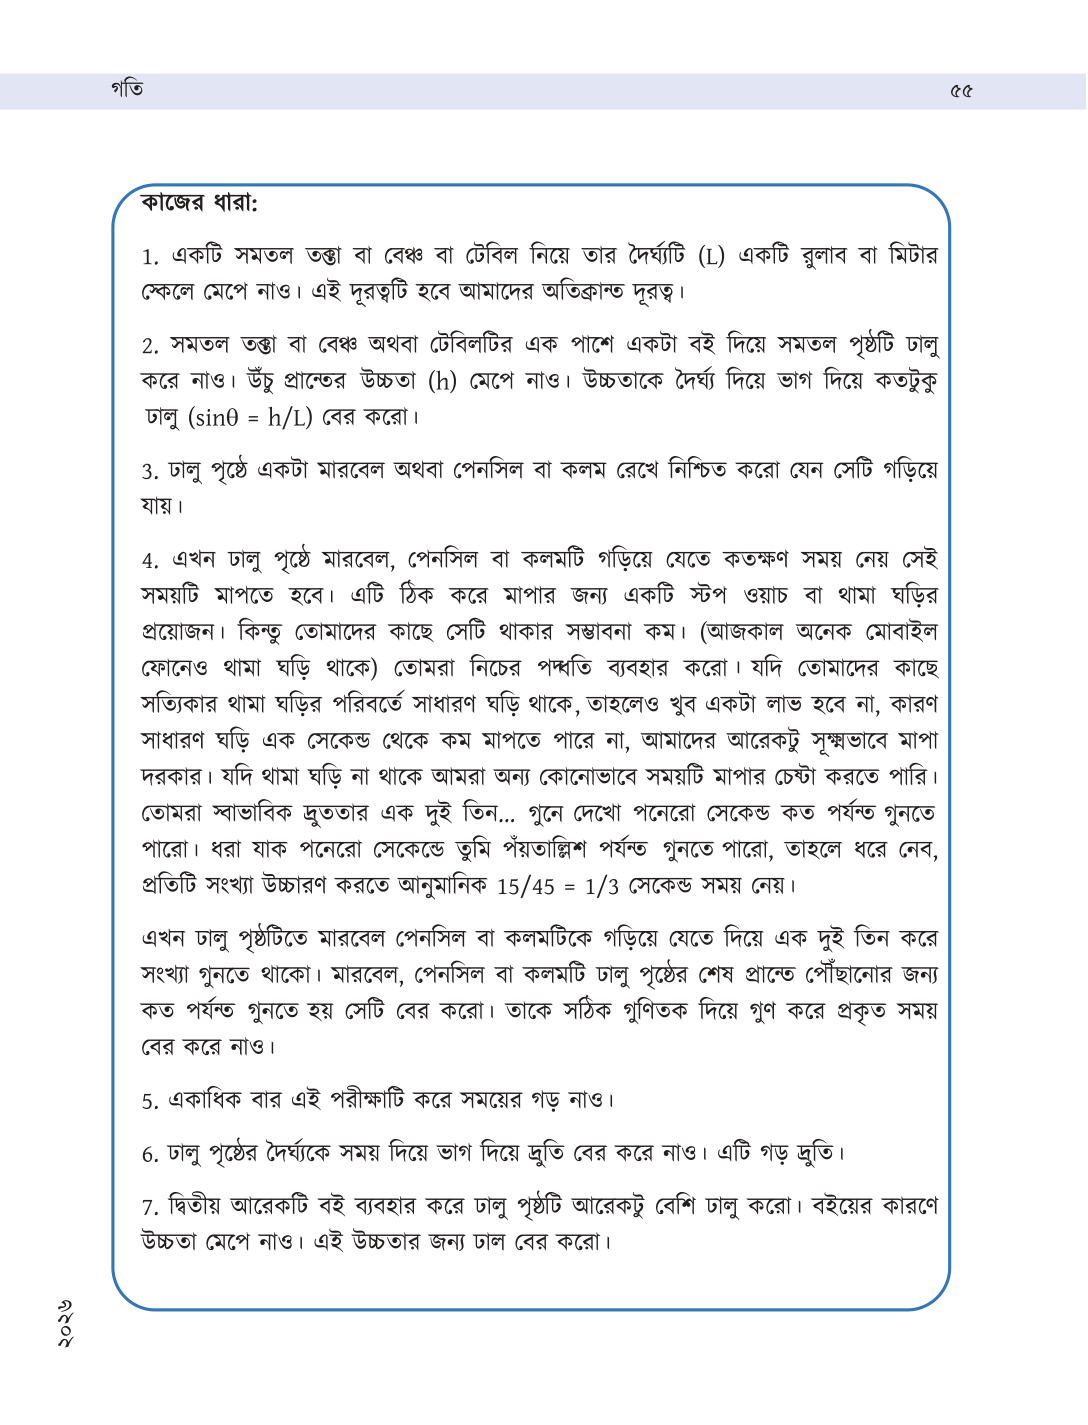 গতি ৫৫
কাজের ধারা:
1. একটি সমতল তক্তা বা বেঞ্চ বা টেবিল নিয়ে তার দৈর্ঘ্যটি (L) একটি রুলাব বা মিটার
স্কেলে মেপে নাও। এই দূরত্বটি হবে আমাদের অতিক্রান্ত দূরত্ব।
2. সমতল তক্তা বা বেঞ্চ অথবা টেবিলটির এক পাশে একটা বই দিয়ে সমতল পৃষ্ঠটি ঢালু
করে নাও। উঁচু প্রান্তের উচ্চতা (h) মেপে নাও। উচ্চতাকে দৈর্ঘ্য দিয়ে ভাগ দিয়ে কতটুকু
ঢালু (sinθ = h/L) বের করো।
3. ঢালু পৃষ্ঠে একটা মারবেল অথবা পেনসিল বা কলম রেখে নিশ্চিত করো যেন সেটি গড়িয়ে
যায়।
4. এখন ঢালু পৃষ্ঠে মারবেল, পেনসিল বা কলমটি গড়িয়ে যেতে কতক্ষণ সময় নেয় সেই
সময়টি মাপতে হবে। এটি ঠিক করে মাপার জন্য একটি স্টপ ওয়াচ বা থামা ঘড়ির
প্রয়োজন। কিন্তু তোমাদের কাছে সেটি থাকার সম্ভাবনা কম। (আজকাল অনেক মোবাইল
ফোনেও থামা ঘড়ি থাকে) তোমরা নিচের পদ্ধতি ব্যবহার করো। যদি তোমাদের কাছে
সত্যিকার থামা ঘড়ির পরিবর্তে সাধারণ ঘড়ি থাকে, তাহলেও খুব একটা লাভ হবে না, কারণ
সাধারণ ঘড়ি এক সেকেন্ড থেকে কম মাপতে পারে না, আমাদের আরেকটু সূক্ষ্মভাবে মাপা
দরকার। যদি থামা ঘড়ি না থাকে আমরা অন্য কোনোভাবে সময়টি মাপার চেষ্টা করতে পারি।
তোমরা স্বাভাবিক দ্রুততার এক দুই তিন... গুনে দেখো পনেরো সেকেন্ড কত পর্যন্ত গুনতে
পারো। ধরা যাক পনেরো সেকেন্ডে তুমি পঁয়তাল্লিশ পর্যন্ত গুনতে পারো, তাহলে ধরে নেব,
প্রতিটি সংখ্যা উচ্চারণ করতে আনুমানিক 15/45 = 1/3 সেকেন্ড সময় নেয়।
এখন ঢালু পৃষ্ঠটিতে মারবেল পেনসিল বা কলমটিকে গড়িয়ে যেতে দিয়ে এক দুই তিন করে
সংখ্যা গুনতে থাকো। মারবেল, পেনসিল বা কলমটি ঢালু পৃষ্ঠের শেষ প্রান্তে পৌঁছানোর জন্য
কত পর্যন্ত গুনতে হয় সেটি বের করো। তাকে সঠিক গুণিতক দিয়ে গুণ করে প্রকৃত সময়
বের করে নাও।
5. একাধিক বার এই পরীক্ষাটি করে সময়ের গড় নাও।
6. ঢালু পৃষ্ঠের দৈর্ঘ্যকে সময় দিয়ে ভাগ দিয়ে দ্রুতি বের করে নাও। এটি গড় দ্রুতি।
7. দ্বিতীয় আরেকটি বই ব্যবহার করে ঢালু পৃষ্ঠটি আরেকটু বেশি ঢালু করো। বইয়ের কারণে
উচ্চতা মেপে নাও। এই উচ্চতার জন্য ঢাল বের করো।
২০২৬